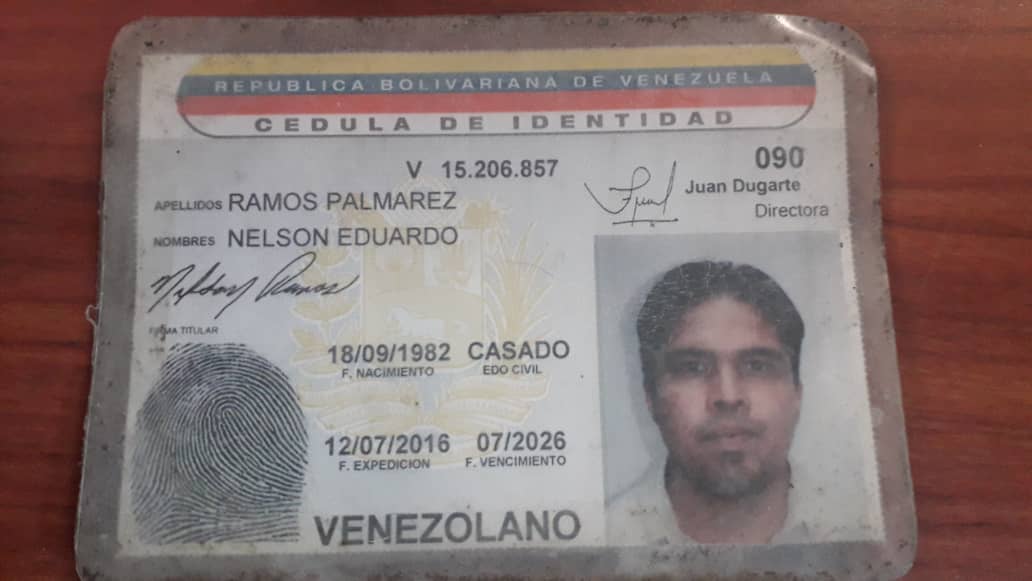 REPUBLICA BOLIVARIANA DE VENEZUELA
CEDULA DE IDENTIDAD
V 15.206.857
090
Juan Dugarte
Directora
APELLIDOS RAMOS PALMAREZ
NOMBRES NELSON EDUARDO
Nelson Ramos
FIRMA TITULAR
18/09/1982 CASADO
F. NACIMIENTO EDO CIVIL
12/07/2016 07/2026
F. EXPEDICION F. VENCIMIENTO
VENEZOLANO